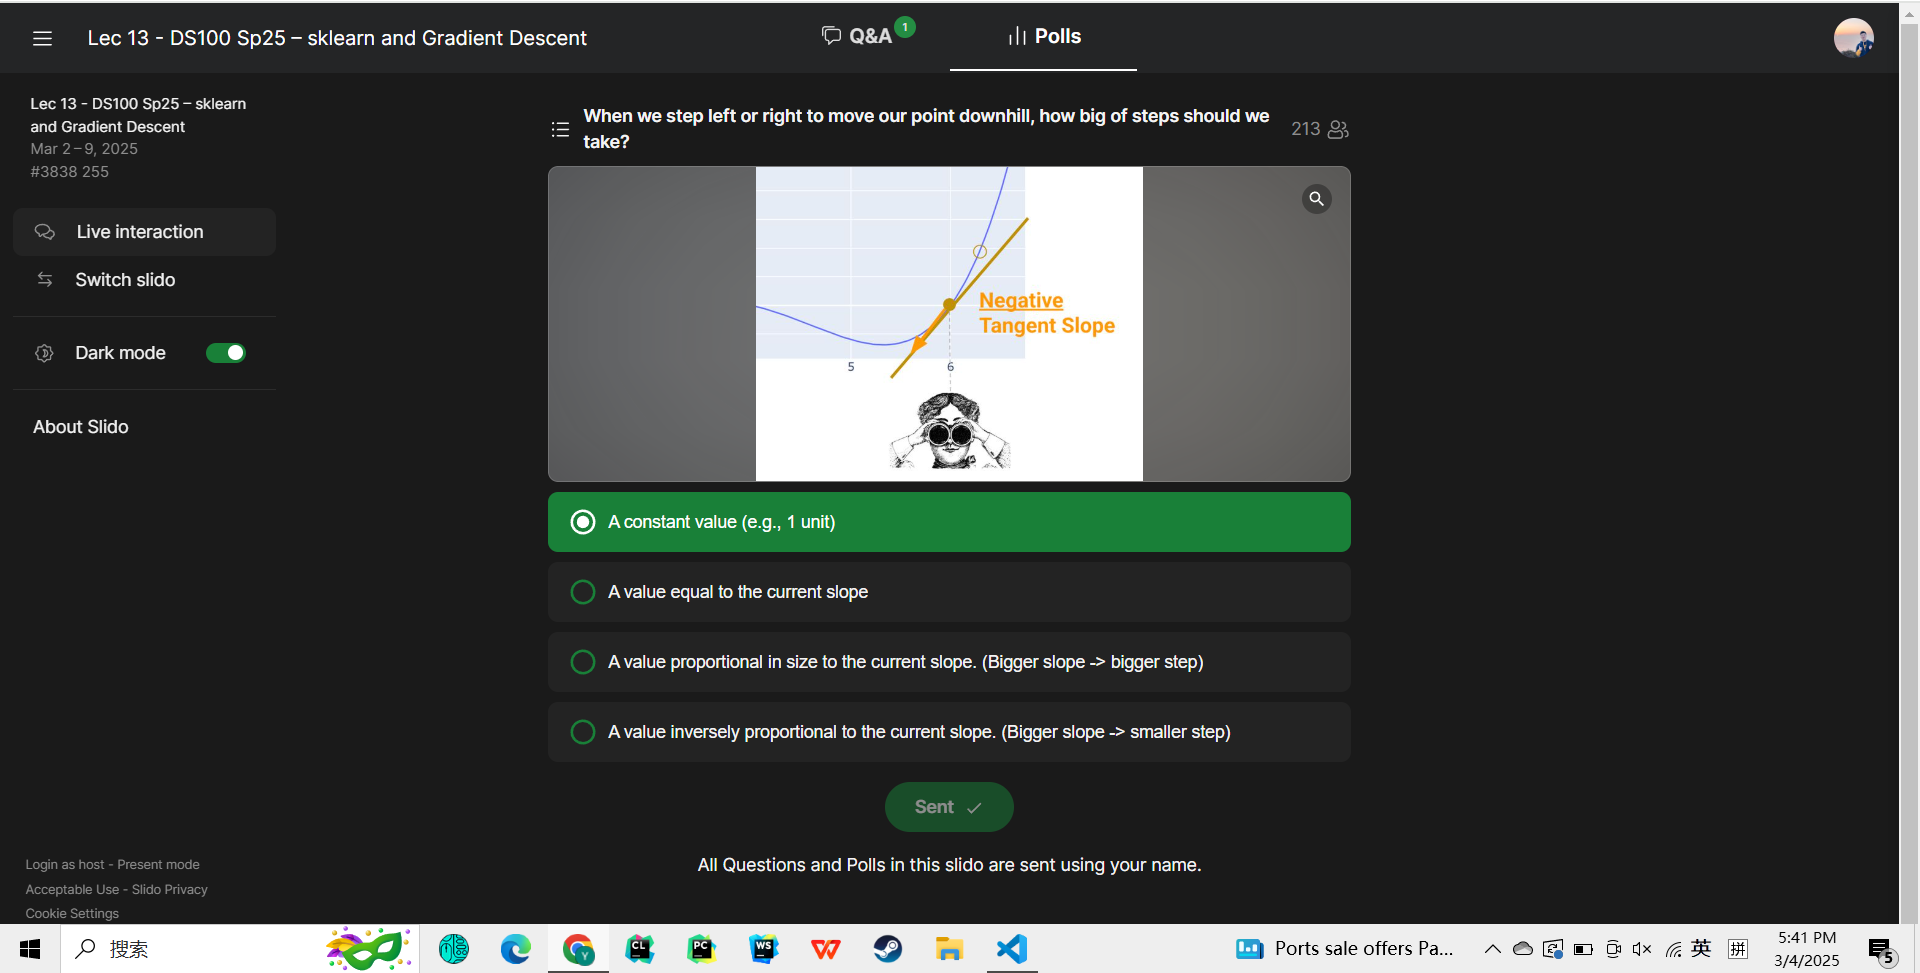 Lec 13 - DS100 Sp25 – sklearn and Gradient Descent
Q&A
1
Polls
Lec 13 - DS100 Sp25 – sklearn
and Gradient Descent
Mar 2 – 9, 2025
#3838 255
Live interaction
Switch slido
Dark mode
About Slido
When we step left or right to move our point downhill, how big of steps should we
take?
213
Negative
Tangent Slope
5
6
A constant value (e.g., 1 unit)
A value equal to the current slope
A value proportional in size to the current slope. (Bigger slope -> bigger step)
A value inversely proportional to the current slope. (Bigger slope -> smaller step)
Sent
All Questions and Polls in this slido are sent using your name.
Login as host - Present mode
Acceptable Use - Slido Privacy
Cookie Settings
搜索
Y
CL
PC
WS
Ports sale offers Pa...
英
拼
5:41 PM
3/4/2025
5